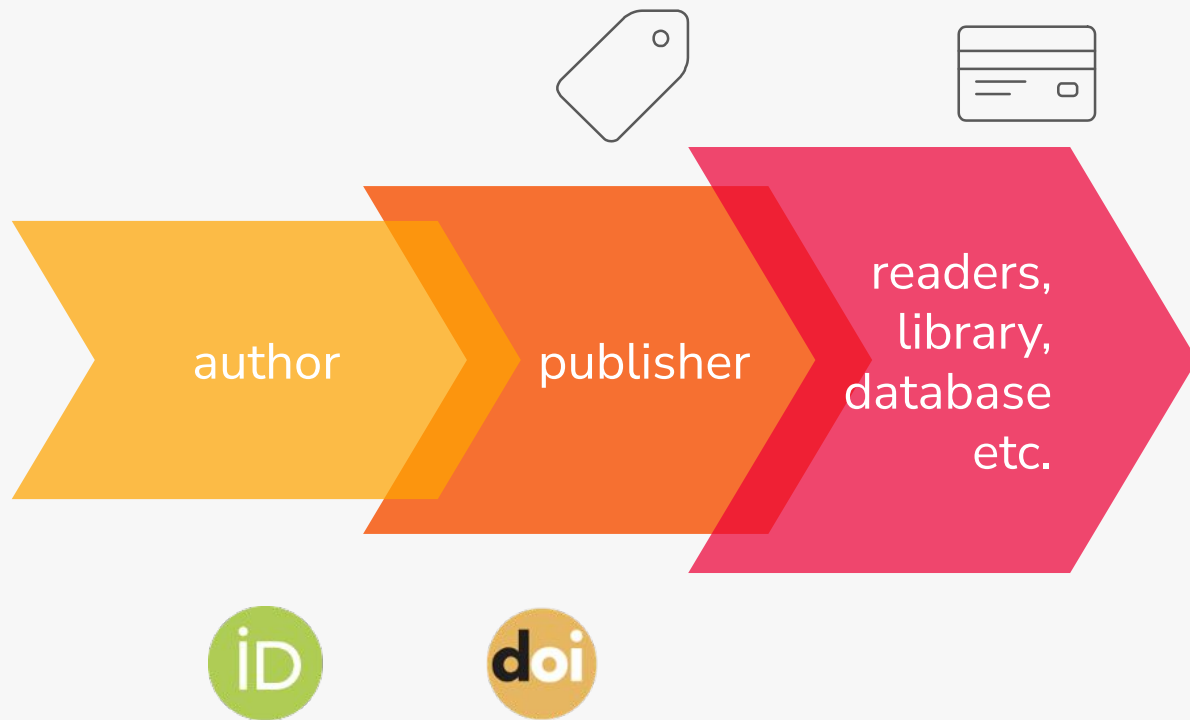 author
publisher
readers,
library,
database
etc.
iD
doi